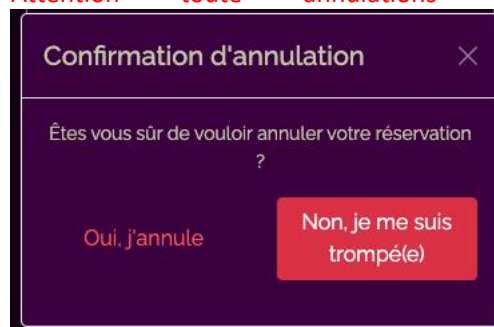 Attention toute annulations
Confirmation d'annulation
Êtes vous sûr de vouloir annuler votre réservation
?
Oui, j'annule
Non, je me suis
trompé(e)